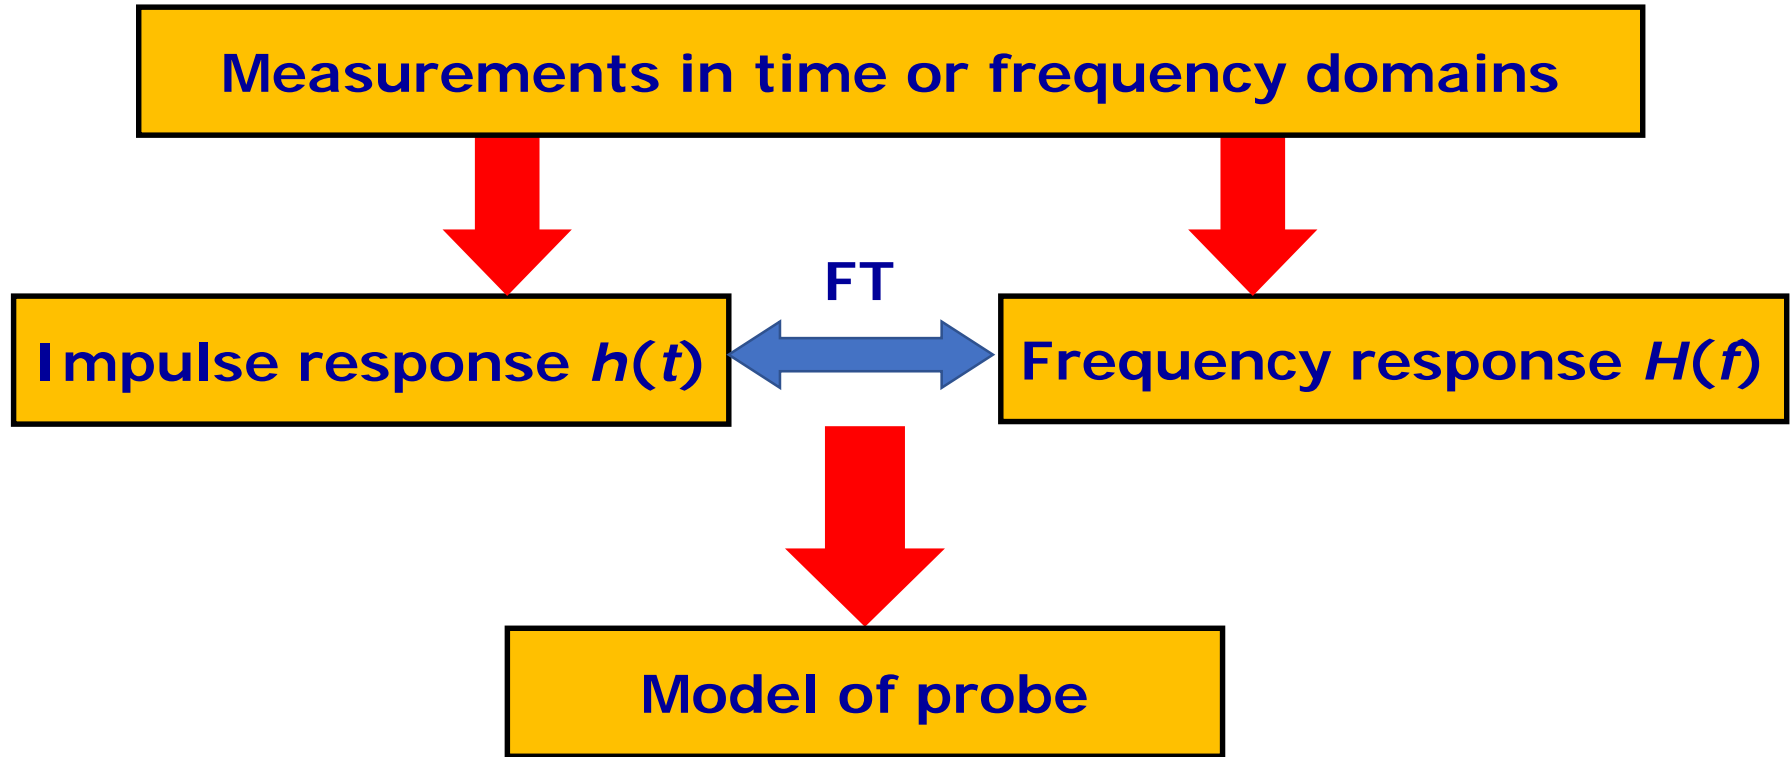 Measurements in time or frequency domains
FT
Impulse response h(t)
Frequency response H(f)
Model of probe